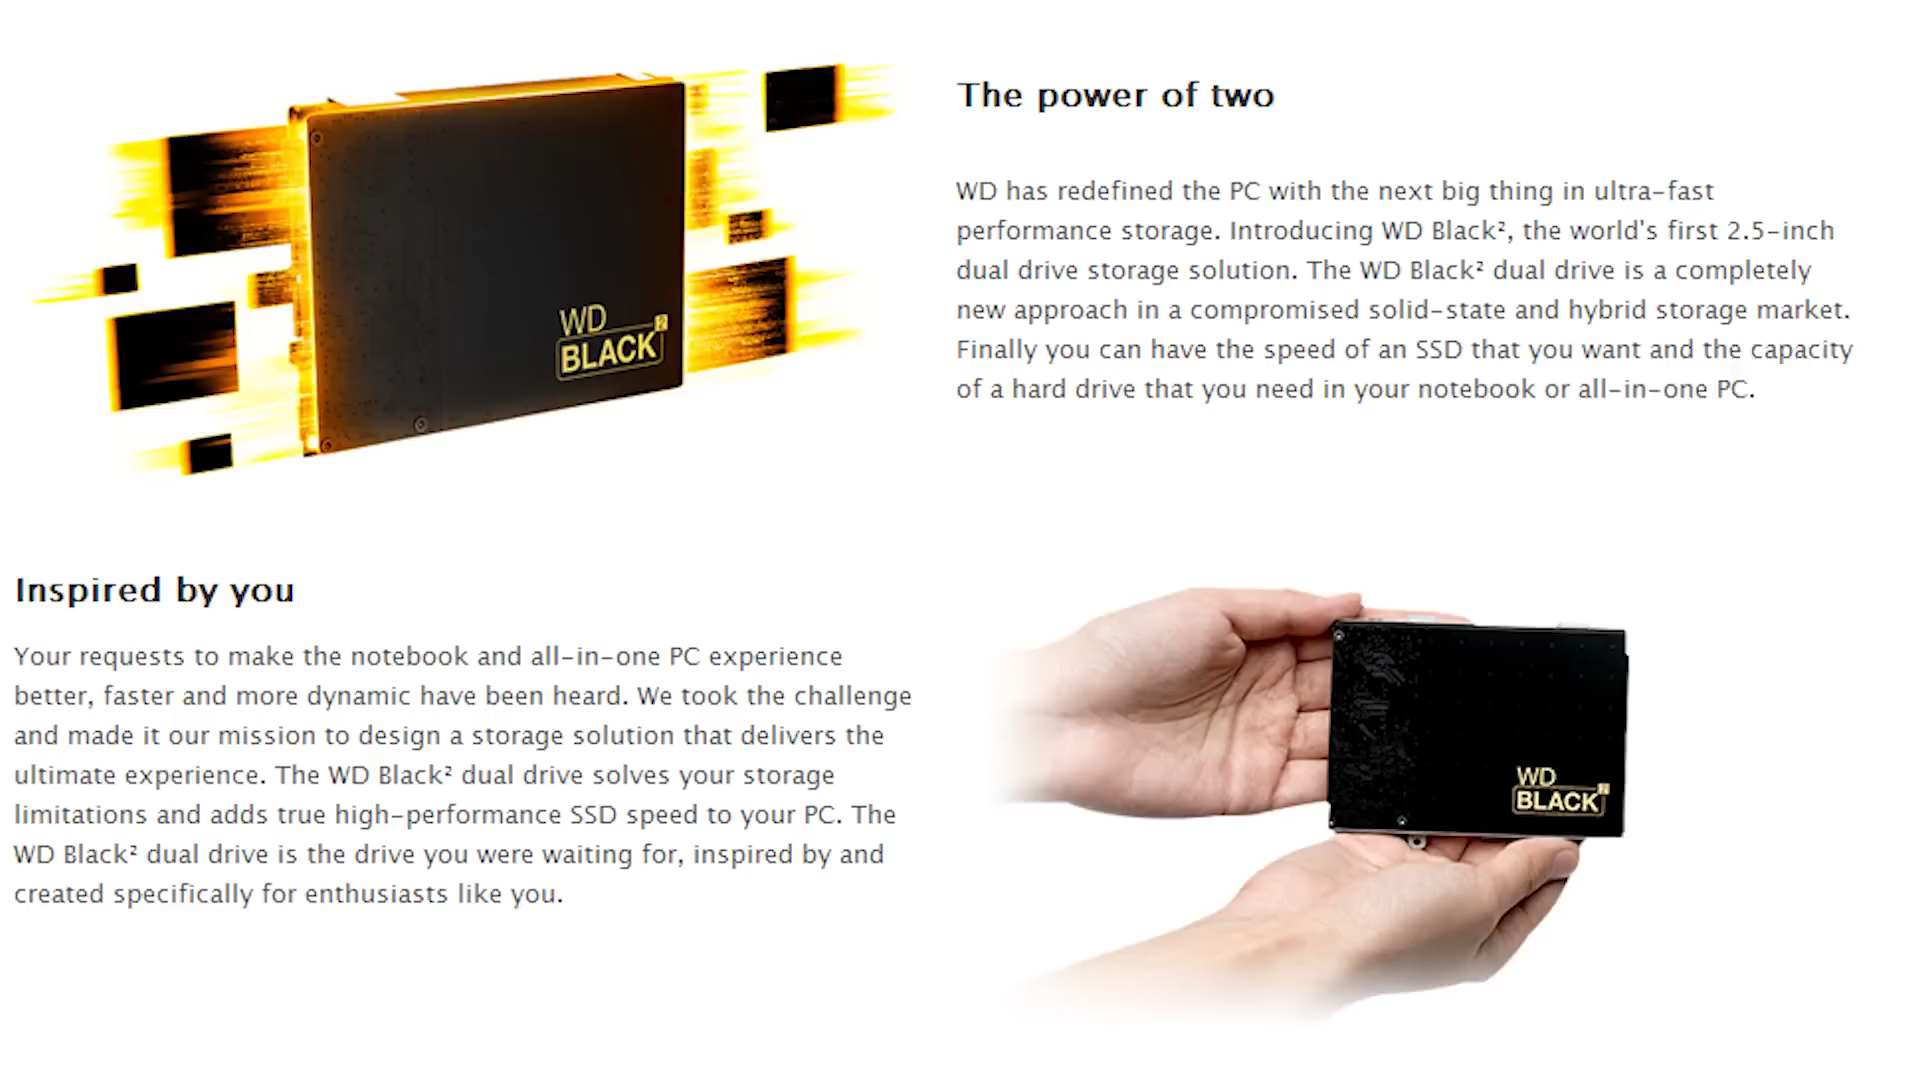 The power of two
WD has redefined the PC with the next big thing in ultra-fast
performance storage. Introducing WD Black², the world's first 2.5-inch
dual drive storage solution. The WD Black² dual drive is a completely
new approach in a compromised solid-state and hybrid storage market.
Finally you can have the speed of an SSD that you want and the capacity
of a hard drive that you need in your notebook or all-in-one PC.
WD
BLACK²
Inspired by you
Your requests to make the notebook and all-in-one PC experience
better, faster and more dynamic have been heard. We took the challenge
and made it our mission to design a storage solution that delivers the
ultimate experience. The WD Black² dual drive solves your storage
limitations and adds true high-performance SSD speed to your PC. The
WD Black² dual drive is the drive you were waiting for, inspired by and
created specifically for enthusiasts like you.
WD
BLACK²